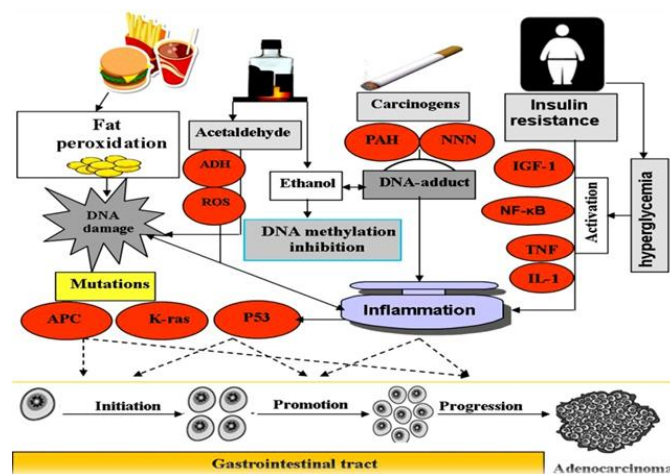 Fat
peroxidation
DNA
damage
Mutations
APC
K-ras
P53
Acetaldehyde
ADH
ROS
Ethanol
DNA methylation
inhibition
Carcinogens
PAH
NNN
DNA-adduct
Inflammation
Insulin
resistance
IGF-1
NF-κB
TNF
IL-1
Activation
hyperglycemia
Initiation
Promotion
Progression
Adenocarcinoma
Gastrointestinal tract